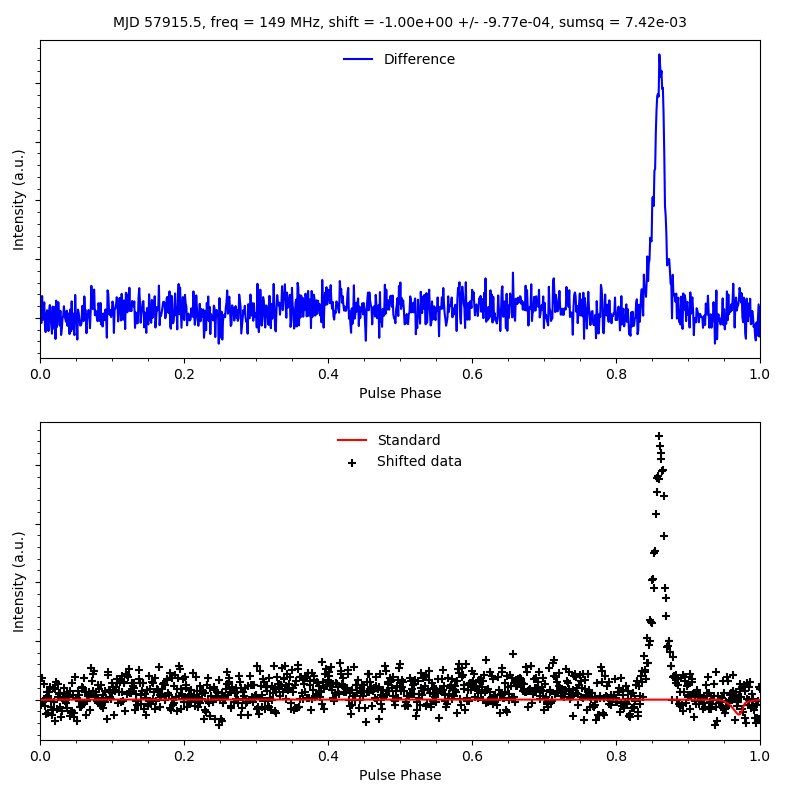 MJD 57915.5, freq = 149 MHz, shift = -1.00e+00 +/- -9.77e-04, sumsq = 7.42e-03
Difference
Intensity (a.u.)
0.0 0.2 0.4 0.6 0.8 1.0
Pulse Phase
Standard
Shifted data
Intensity (a.u.)
0.0 0.2 0.4 0.6 0.8 1.0
Pulse Phase